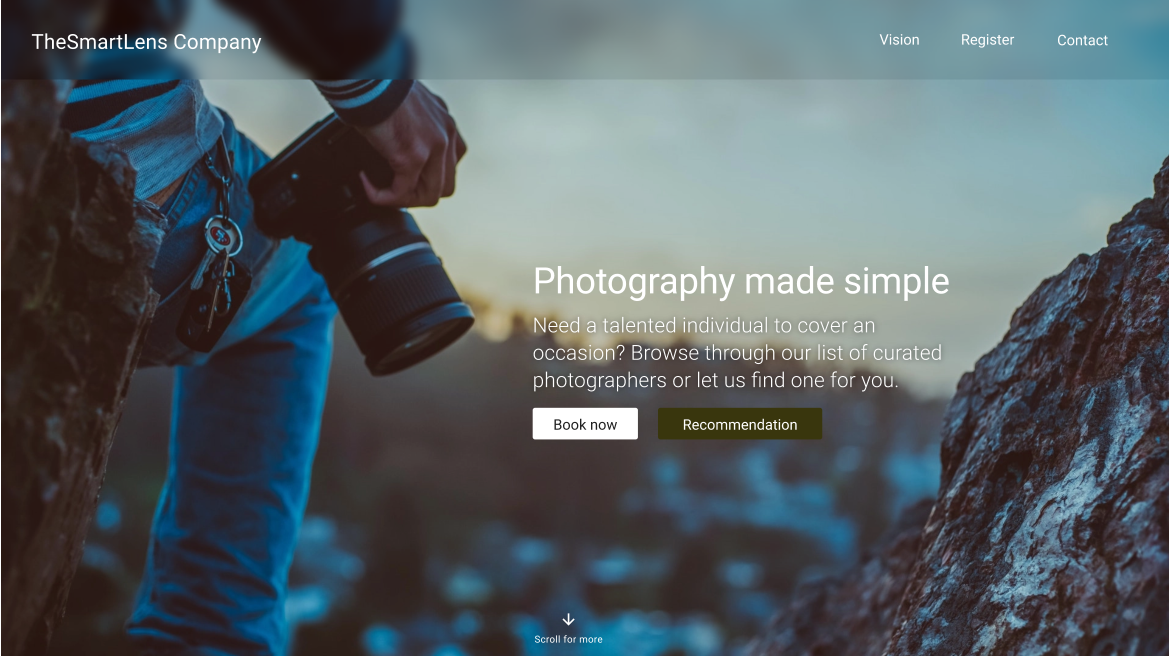 TheSmartLens Company
Vision
Register
Contact
Photography made simple
Need a talented individual to cover an
occasion? Browse through our list of curated
photographers or let us find one for you.
Book now
Recommendation
Scroll for more